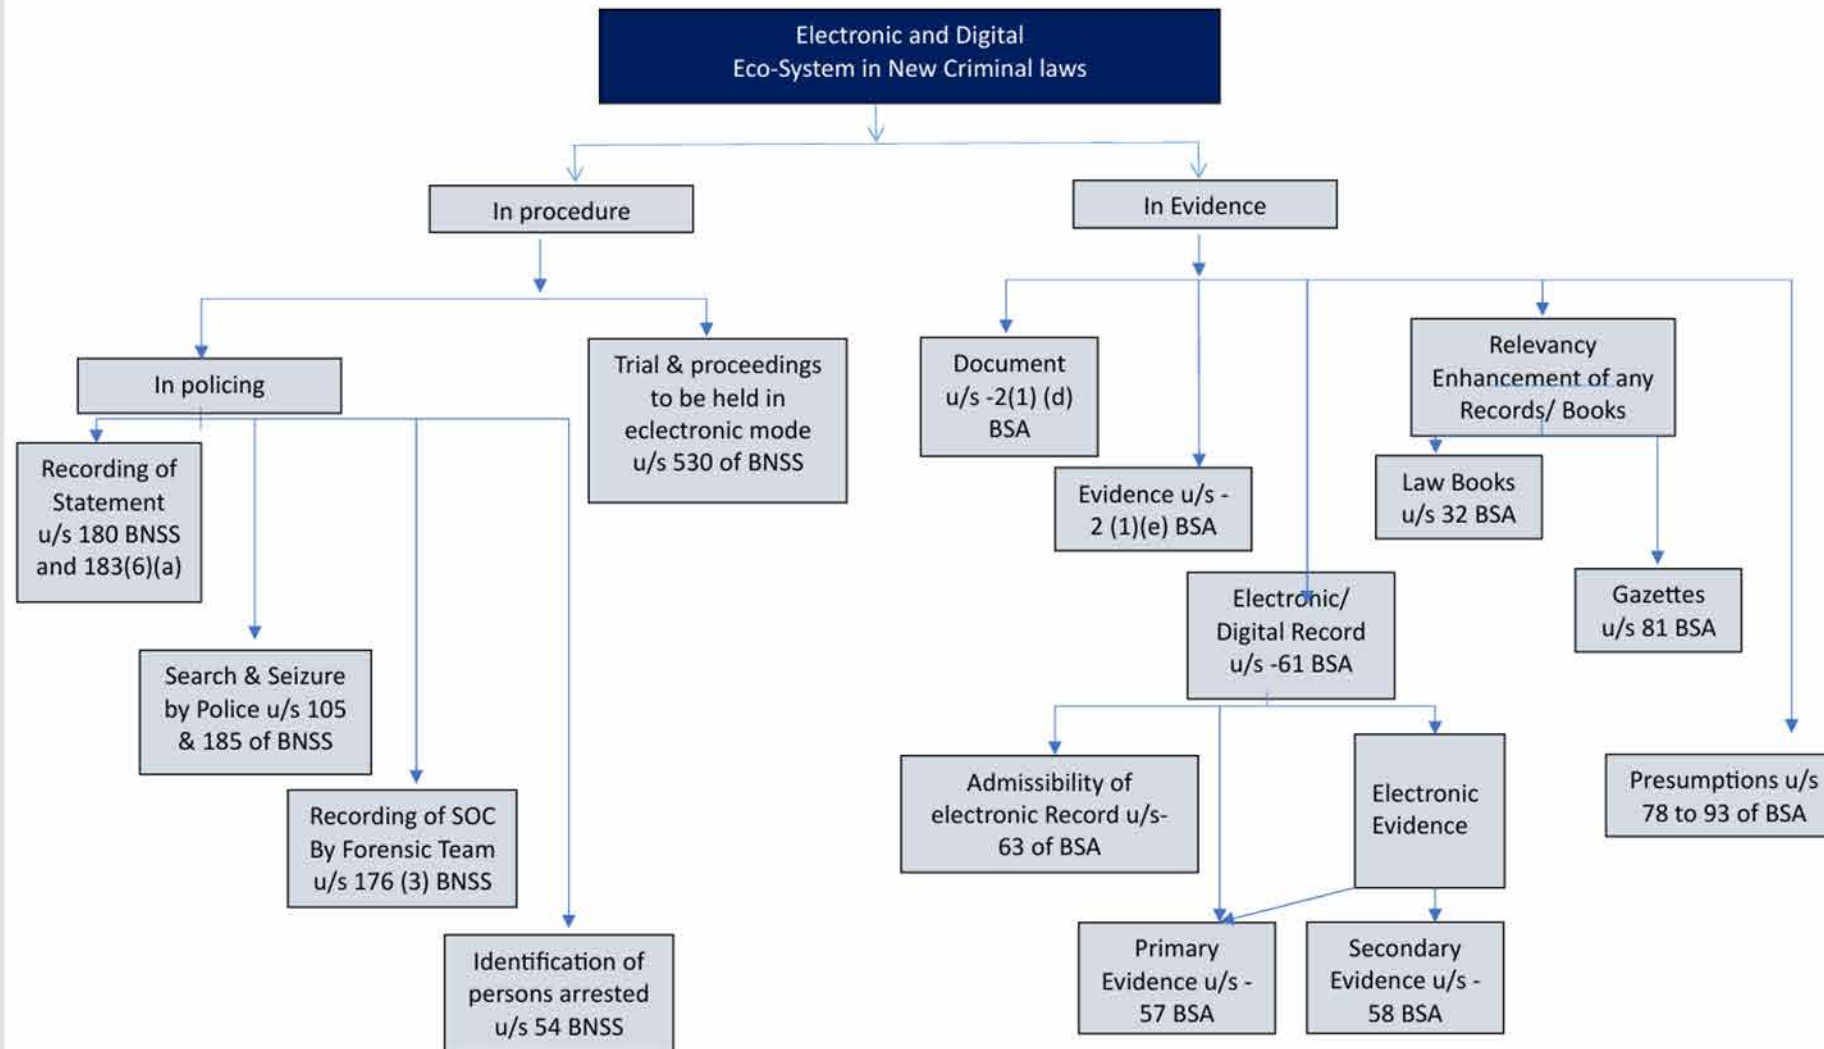 Electronic and Digital
Eco-System in New Criminal laws
In procedure
In Evidence
In policing
Trial & proceedings
to be held in
eclectronic mode
u/s 530 of BNSS
Recording of
Statement
u/s 180 BNSS
and 183(6)(a)
Search & Seizure
by Police u/s 105
& 185 of BNSS
Recording of SOC
By Forensic Team
u/s 176 (3) BNSS
Identification of
persons arrested
u/s 54 BNSS
Document
u/s -2(1) (d)
BSA
Evidence u/s -
2 (1)(e) BSA
Electronic/
Digital Record
u/s -61 BSA
Relevancy
Enhancement of any
Records/ Books
Law Books
u/s 32 BSA
Gazettes
u/s 81 BSA
Admissibility of
electronic Record u/s-
63 of BSA
Electronic
Evidence
Primary
Evidence u/s -
57 BSA
Secondary
Evidence u/s -
58 BSA
Presumptions u/s
78 to 93 of BSA